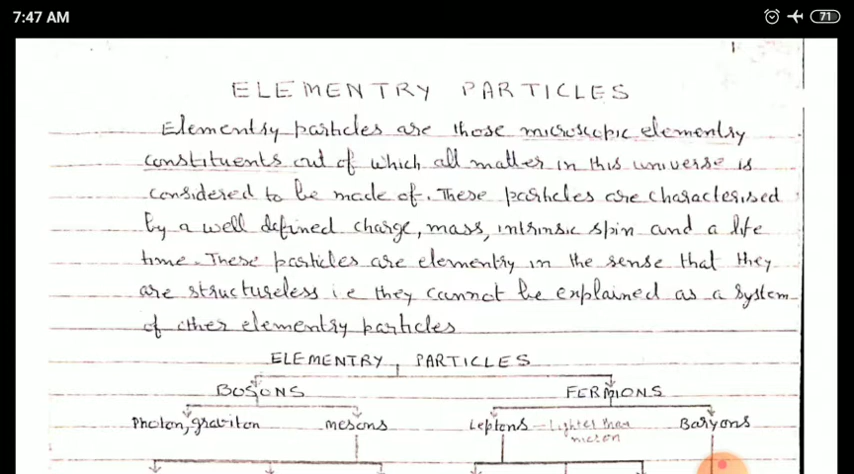 7:47 AM
71
1.
ELEMENTRY PARTICLES
Elementry particles are those microscopic elementry
constituents out of which all matter in this universe is
considered to be made of. These particles are characterised
by a well defined charge, mass, intrinsic spin and a life
time. These particles are elementry in the sense that they
are structureless i.e they cannot be explained as a system
of other elementry particles
ELEMENTRY PARTICLES
BOSONS FERMIONS
Photon, graviton mesons Leptons - Lighter than Baryons
meson